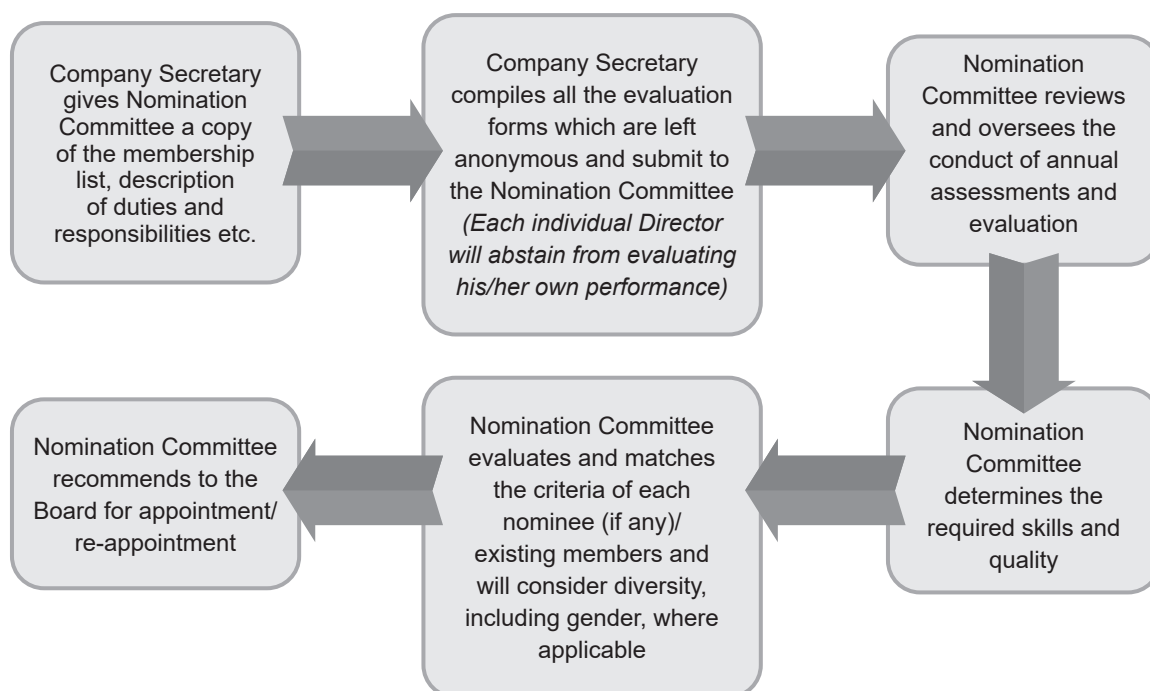 Company Secretary
gives Nomination
Committee a copy
of the membership
list, description
of duties and
responsibilities etc.
Company Secretary
compiles all the evaluation
forms which are left
anonymous and submit to
the Nomination Committee
(Each individual Director
will abstain from evaluating
his/her own performance)
Nomination
Committee reviews
and oversees the
conduct of annual
assessments and
evaluation
Nomination
Committee
determines the
required skills and
quality
Nomination Committee
evaluates and matches
the criteria of each
nominee (if any)/
existing members and
will consider diversity,
including gender, where
applicable
Nomination Committee
recommends to the
Board for appointment/
re-appointment